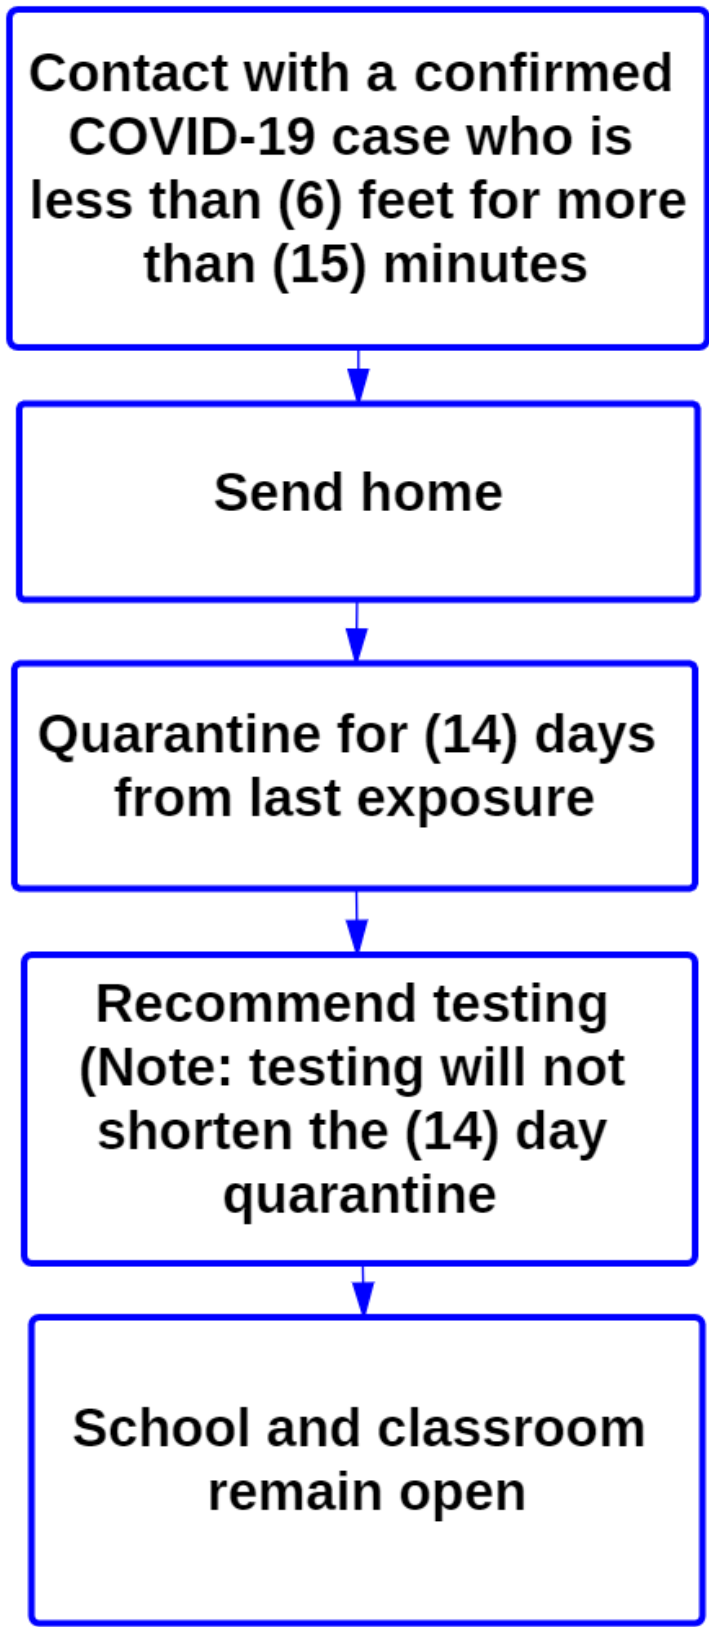 Contact with a confirmed
COVID-19 case who is
less than (6) feet for more
than (15) minutes
Send home
Quarantine for (14) days
from last exposure
Recommend testing
(Note: testing will not
shorten the (14) day
quarantine
School and classroom
remain open